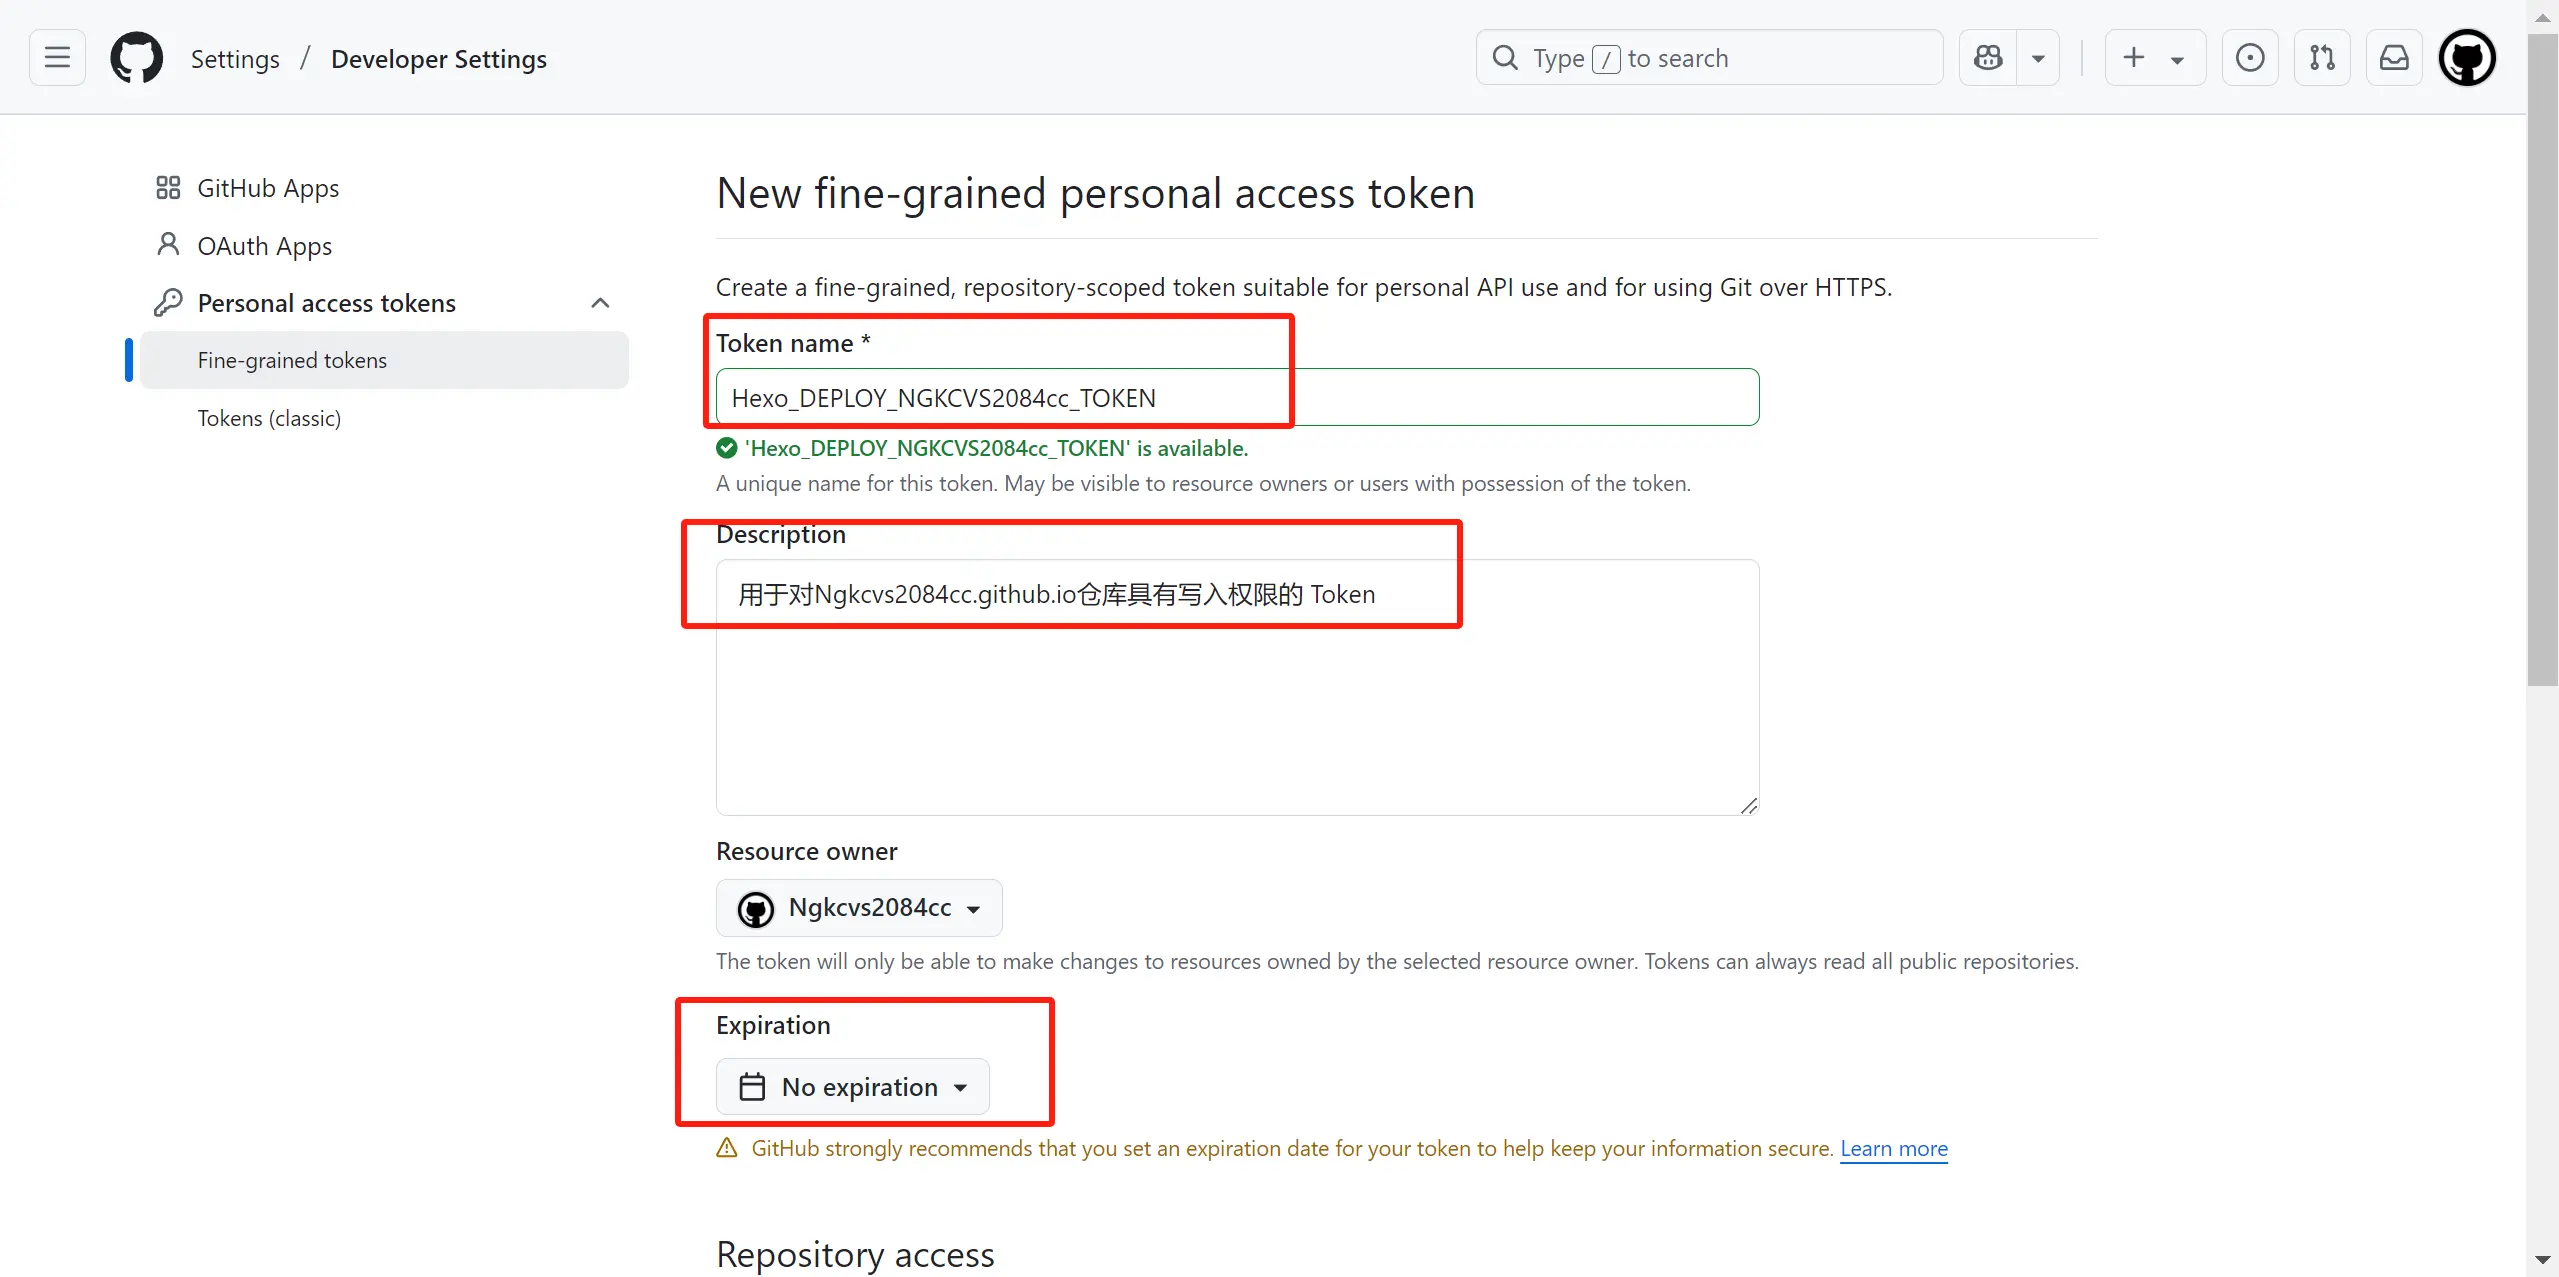 Settings / Developer Settings
Type / to search
GitHub Apps
OAuth Apps
Personal access tokens
Fine-grained tokens
Tokens (classic)
New fine-grained personal access token
Create a fine-grained, repository-scoped token suitable for personal API use and for using Git over HTTPS.
Token name *
Hexo_DEPLOY_NGKCVS2084cc_TOKEN
'Hexo_DEPLOY_NGKCVS2084cc_TOKEN' is available.
A unique name for this token. May be visible to resource owners or users with possession of the token.
Description
用于对Ngkcvs2084cc.github.io仓库具有写入权限的 Token
Resource owner
Ngkcvs2084cc
The token will only be able to make changes to resources owned by the selected resource owner. Tokens can always read all public repositories.
Expiration
No expiration
GitHub strongly recommends that you set an expiration date for your token to help keep your information secure. Learn more
Repository access